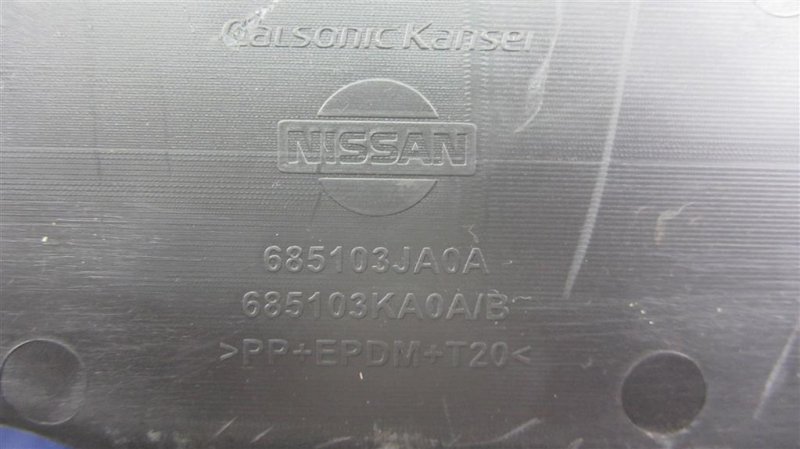 Calsonic Kansei
NISSAN
685103JA0A
685103KA0A/B
>PP+EPDM+T20<